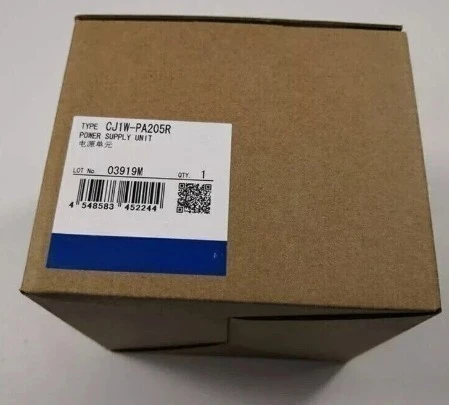 TYPE CJ1W-PA205R
POWER SUPPLY UNIT
电源单元
LOT No. 03919M QTY. 1
4 548583 452244